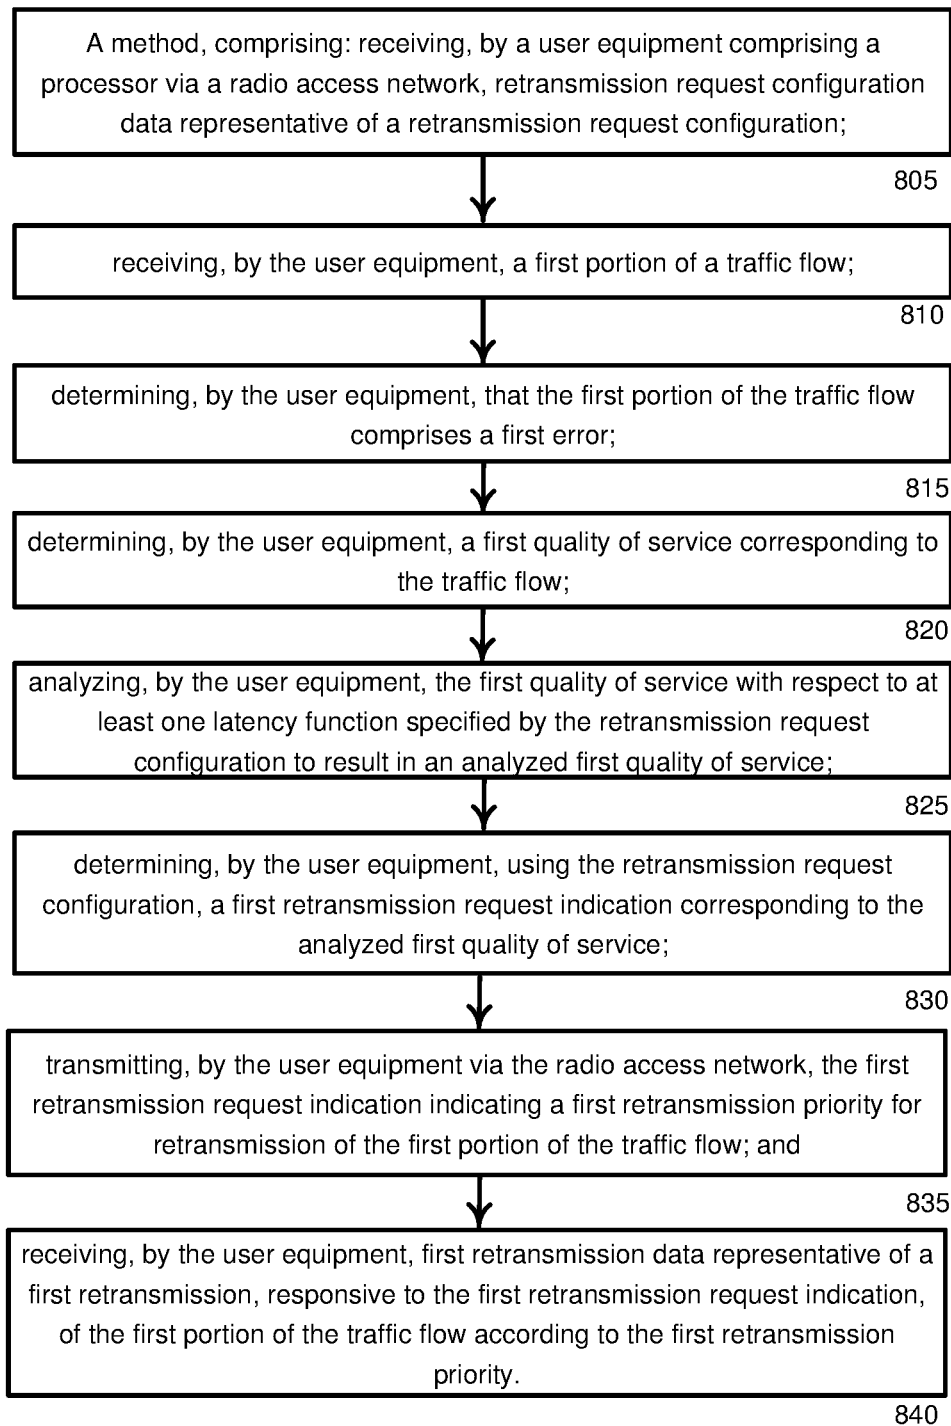 A method, comprising: receiving, by a user equipment comprising a
processor via a radio access network, retransmission request configuration
data representative of a retransmission request configuration;
805
receiving, by the user equipment, a first portion of a traffic flow;
810
determining, by the user equipment, that the first portion of the traffic flow
comprises a first error;
815
determining, by the user equipment, a first quality of service corresponding to
the traffic flow;
820
analyzing, by the user equipment, the first quality of service with respect to at
least one latency function specified by the retransmission request
configuration to result in an analyzed first quality of service;
825
determining, by the user equipment, using the retransmission request
configuration, a first retransmission request indication corresponding to the
analyzed first quality of service;
830
transmitting, by the user equipment via the radio access network, the first
retransmission request indication indicating a first retransmission priority for
retransmission of the first portion of the traffic flow; and
835
receiving, by the user equipment, first retransmission data representative of a
first retransmission, responsive to the first retransmission request indication,
of the first portion of the traffic flow according to the first retransmission
priority.
840